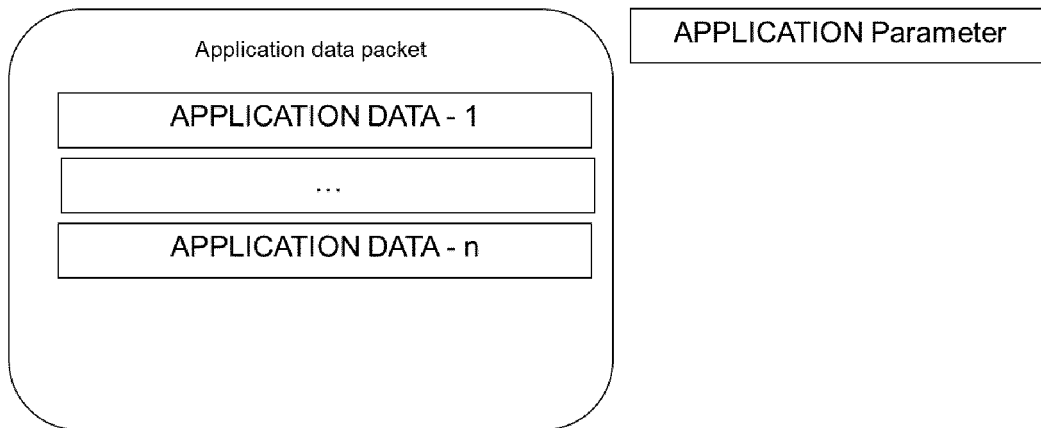 Application data packet
APPLICATION DATA - 1
...
APPLICATION DATA - n
APPLICATION Parameter